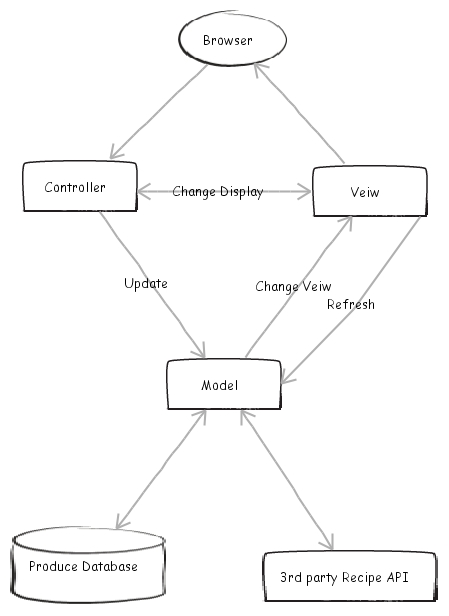 Browser
Controller
Change Display
Veiw
Update
Change Veiw
Refresh
Model
Produce Database
3rd party Recipe API